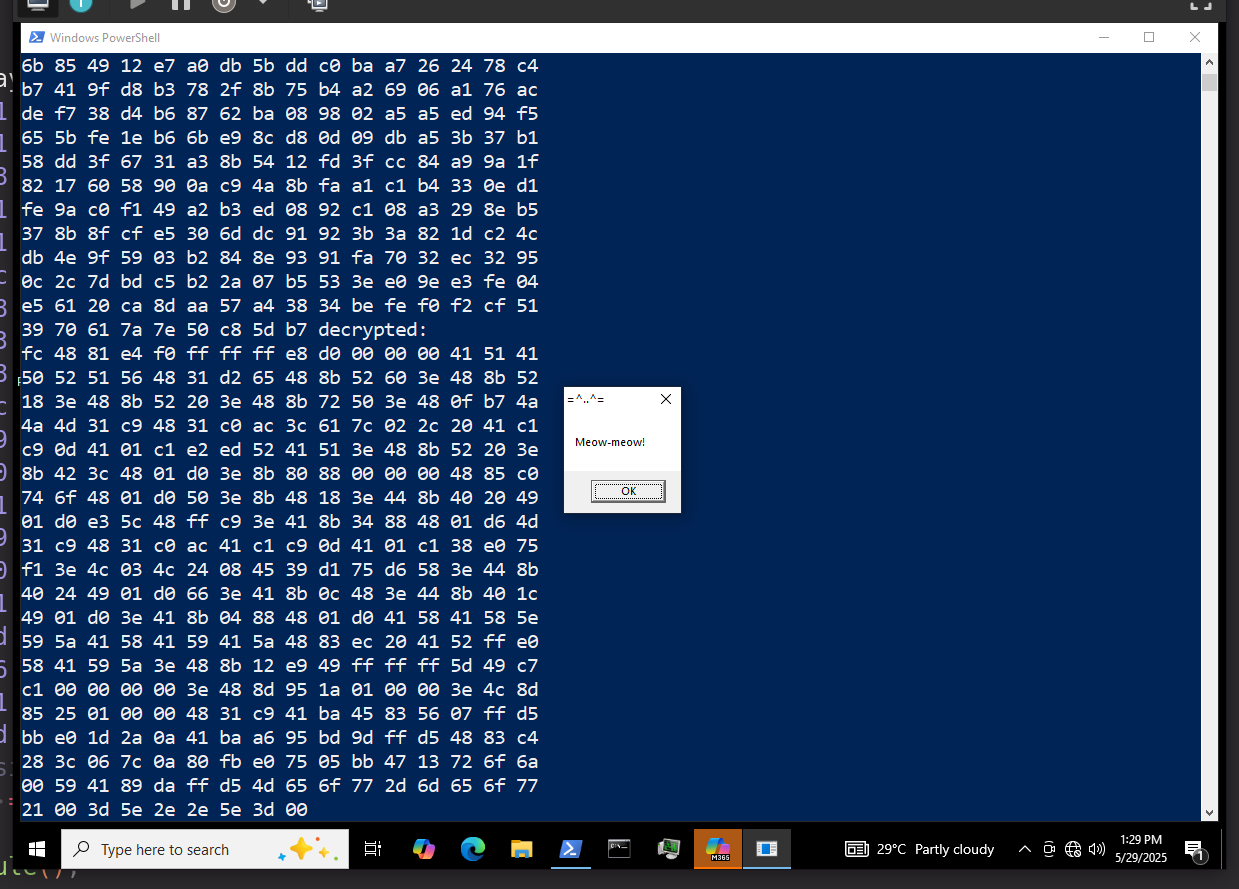 Windows PowerShell
6b 85 49 12 e7 a0 db 5b dd c0 ba a7 26 24 78 c4
b7 41 9f d8 b3 78 2f 8b 75 b4 a2 69 06 a1 76 ac
de f7 38 d4 b6 87 62 ba 08 98 02 a5 a5 ed 94 f5
65 5b fe 1e b6 6b e9 8c d8 0d 09 db a5 3b 37 b1
58 dd 3f 67 31 a3 8b 54 12 fd 3f cc 84 a9 9a 1f
82 17 60 58 90 0a c9 4a 8b fa a1 c1 b4 33 0e d1
fe 9a c0 f1 49 a2 b3 ed 08 92 c1 08 a3 29 8e b5
37 8b 8f cf e5 30 6d dc 91 92 3b 3a 82 1d c2 4c
db 4e 9f 59 03 b2 84 8e 93 91 fa 70 32 ec 32 95
0c 2c 7d bd c5 b2 2a 07 b5 53 3e e0 9e e3 fe 04
e5 61 20 ca 8d aa 57 a4 38 34 be fe f0 f2 cf 51
39 70 61 7a 7e 50 c8 5d b7 decrypted:
fc 48 81 e4 f0 ff ff ff e8 d0 00 00 00 41 51 41
50 52 51 56 48 31 d2 65 48 8b 52 60 3e 48 8b 52
18 3e 48 8b 52 20 3e 48 8b 72 50 3e 48 0f b7 4a
4a 4d 31 c9 48 31 c0 ac 3c 61 7c 02 2c 20 41 c1
c9 0d 41 01 c1 e2 ed 52 41 51 3e 48 8b 52 20 3e
8b 42 3c 48 01 d0 3e 8b 80 88 00 00 00 48 85 c0
74 6f 48 01 d0 50 3e 8b 48 18 3e 44 8b 40 20 49
01 d0 e3 5c 48 ff c9 3e 41 8b 34 88 48 01 d6 4d
31 c9 48 31 c0 ac 41 c1 c9 0d 41 01 c1 38 e0 75
f1 3e 4c 03 4c 24 08 45 39 d1 75 d6 58 3e 44 8b
40 24 49 01 d0 66 3e 41 8b 0c 48 3e 44 8b 40 1c
49 01 d0 3e 41 8b 04 88 48 01 d0 41 58 41 58 5e
59 5a 41 58 41 59 41 5a 48 83 ec 20 41 52 ff e0
58 41 59 5a 3e 48 8b 12 e9 49 ff ff ff 5d 49 c7
c1 00 00 00 00 3e 48 8d 95 1a 01 00 00 3e 4c 8d
85 25 01 00 00 48 31 c9 41 ba 45 83 56 07 ff d5
bb e0 1d 2a 0a 41 ba a6 95 bd 9d ff d5 48 83 c4
28 3c 06 7c 0a 80 fb e0 75 05 bb 47 13 72 6f 6a
00 59 41 89 da ff d5 4d 65 6f 77 2d 6d 65 6f 77
21 00 3d 5e 2e 2e 5e 3d 00
=^..^=
Meow-meow!
OK
Type here to search
M365
29°C Partly cloudy
1:29 PM
5/29/2025
1